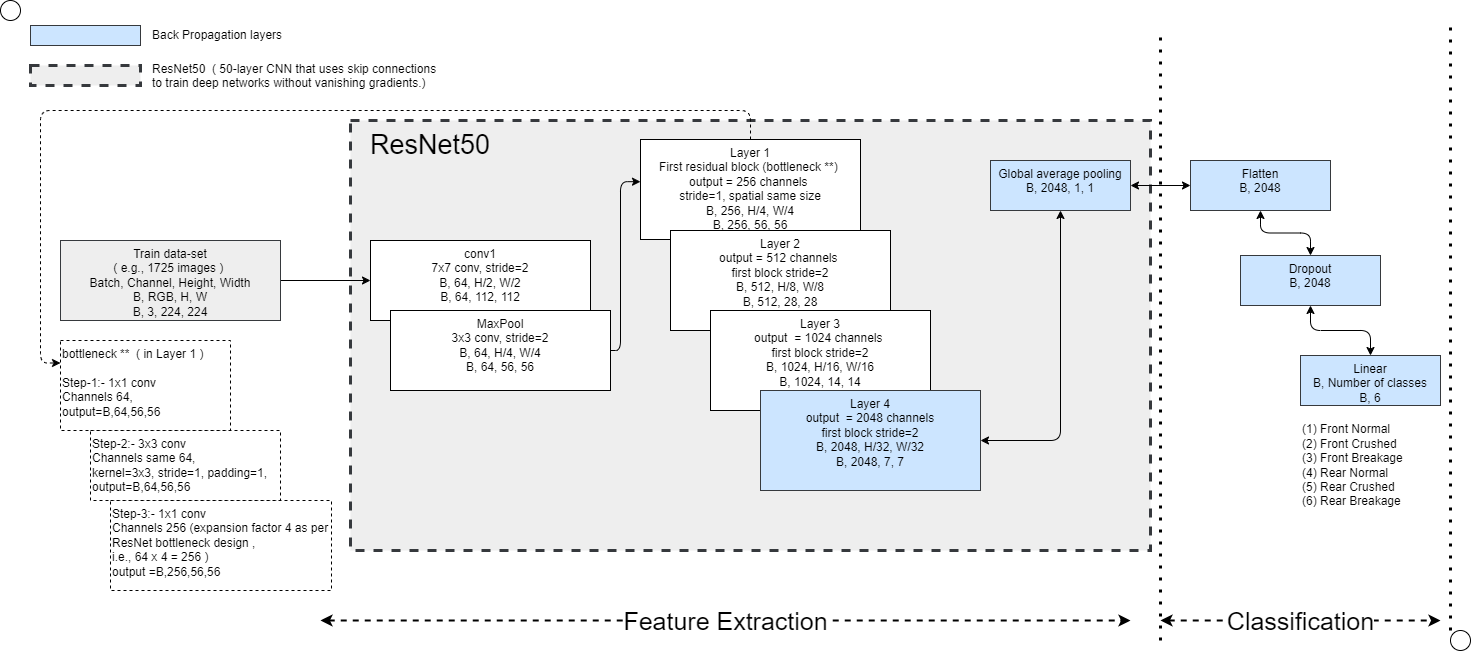 Back Propagation layers
ResNet50 ( 50-layer CNN that uses skip connections
to train deep networks without vanishing gradients.)
ResNet50
Train data-set
( e.g., 1725 images )
Batch, Channel, Height, Width
B, RGB, H, W
B, 3, 224, 224
conv1
7x7 conv, stride=2
B, 64, H/2, W/2
B, 64, 112, 112
MaxPool
3x3 conv, stride=2
B, 64, H/4, W/4
B, 64, 56, 56
Layer 1
First residual block (bottleneck **)
output = 256 channels
stride=1, spatial same size
B, 256, H/4, W/4
B, 256, 56, 56
Layer 2
output = 512 channels
first block stride=2
B, 512, H/8, W/8
B, 512, 28, 28
Layer 3
output = 1024 channels
first block stride=2
B, 1024, H/16, W/16
B, 1024, 14, 14
Layer 4
output = 2048 channels
first block stride=2
B, 2048, H/32, W/32
B, 2048, 7, 7
Global average pooling
B, 2048, 1, 1
Flatten
B, 2048
Dropout
B, 2048
Linear
B, Number of classes
B, 6
(1) Front Normal
(2) Front Crushed
(3) Front Breakage
(4) Rear Normal
(5) Rear Crushed
(6) Rear Breakage
bottleneck ** ( in Layer 1 )
Step-1:- 1x1 conv
Channels 64,
output=B,64,56,56
Step-2:- 3x3 conv
Channels same 64,
kernel=3x3, stride=1, padding=1,
output=B,64,56,56
Step-3:- 1x1 conv
Channels 256 (expansion factor 4 as per
ResNet bottleneck design ,
i.e., 64 x 4 = 256 )
output =B,256,56,56
Feature Extraction
Classification